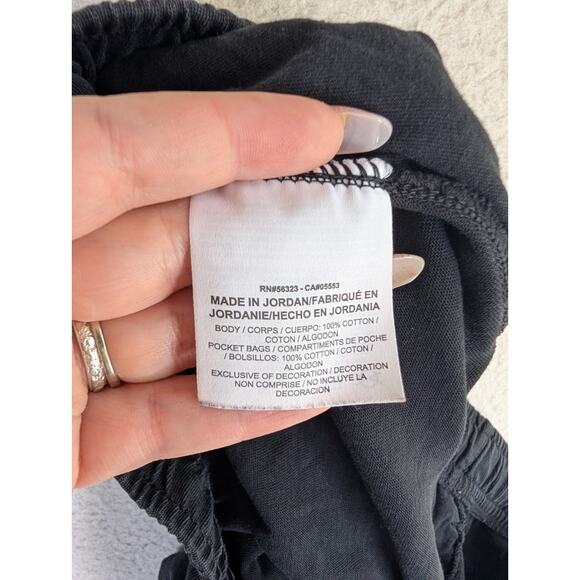 RN#56323 - CA#05553
MADE IN JORDAN/FABRIQUÉ EN
JORDANIE/HECHO EN JORDANIA
BODY / CORPS / CUERPO: 100% COTTON /
COTON / ALGODON
POCKET BAGS / COMPARTIMENTS DE POCHE
/ BOLSILLOS: 100% COTTON / COTON /
ALGODON
EXCLUSIVE OF DECORATION / DECORATION
NON COMPRISE / NO INCLUYE LA
DECORACION